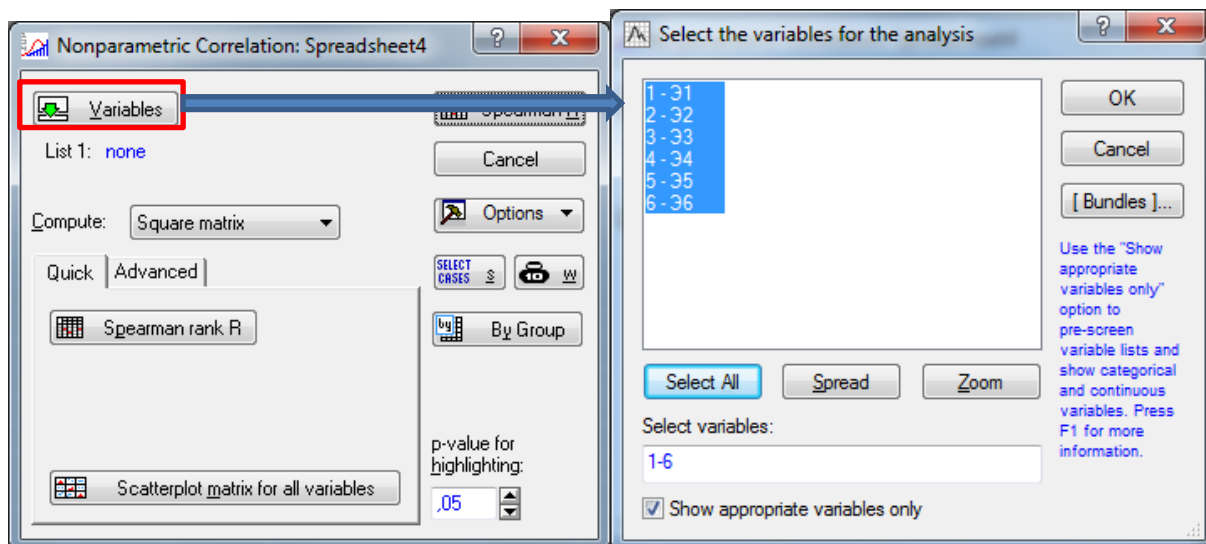 Nonparametric Correlation: Spreadsheet4
Variables
List 1: none
Cancel
Compute: Square matrix
Options
Quick
Advanced
SELECT CASES S
W
Spearman rank R
By Group
p-value for
highlighting:
,05
Scatterplot matrix for all variables
Select the variables for the analysis
1 - Э1
2 - Э2
3 - Э3
4 - Э4
5 - Э5
6 - Э6
OK
Cancel
[ Bundles ]...
Use the "Show
appropriate
variables only"
option to
pre-screen
variable lists and
show categorical
and continuous
variables. Press
F1 for more
information.
Select All
Spread
Zoom
Select variables:
1-6
Show appropriate variables only